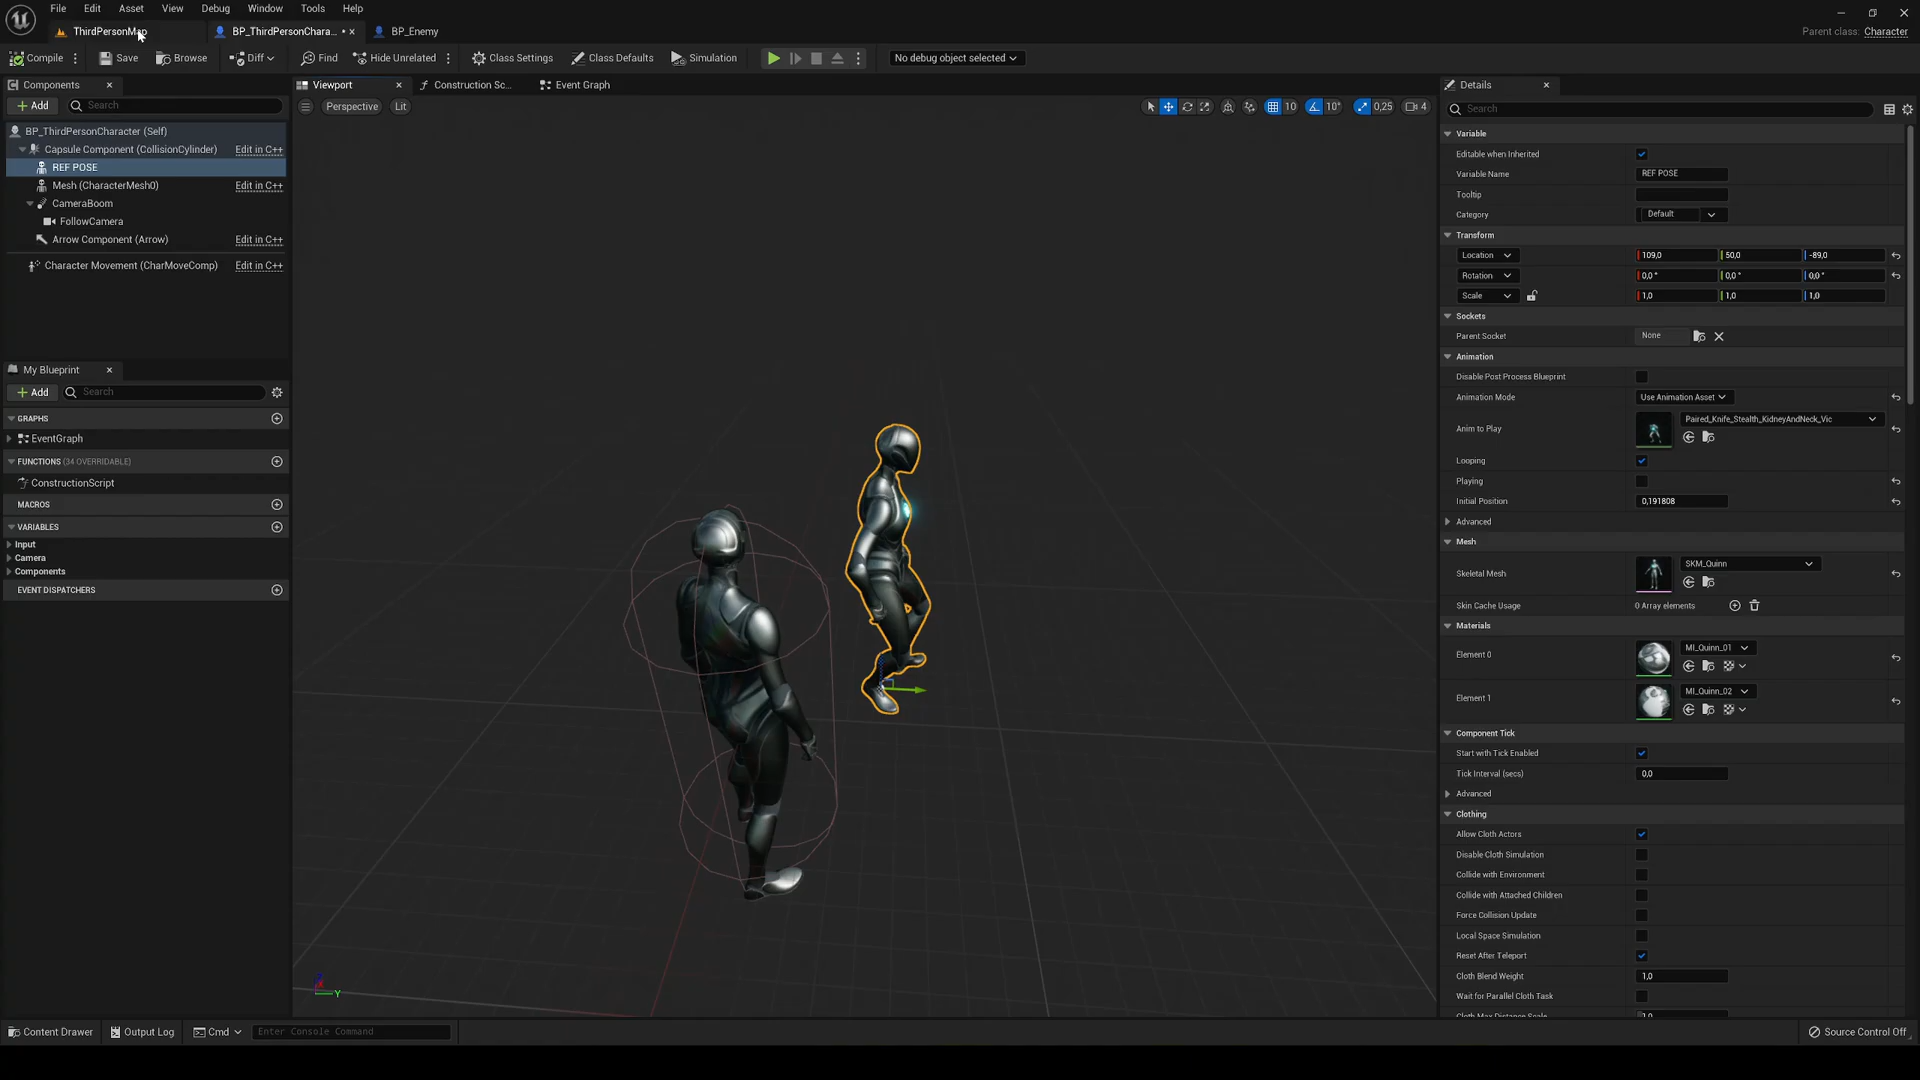 File Edit Asset View Debug Window Tools Help
ThirdPersonMap BP_ThirdPersonChara... • × BP_Enemy
Parent class: Character
Compile Save Browse Diff Find Hide Unrelated Class Settings Class Defaults Simulation No debug object selected
Components ×
+ Add Search
BP_ThirdPersonCharacter (Self)
Capsule Component (CollisionCylinder) Edit in C++
REF POSE
Mesh (CharacterMesh0) Edit in C++
CameraBoom
FollowCamera
Arrow Component (Arrow) Edit in C++
Character Movement (CharMoveComp) Edit in C++
My Blueprint ×
+ Add Search
GRAPHS
EventGraph
FUNCTIONS (34 OVERRIDABLE)
ConstructionScript
MACROS
VARIABLES
Input
Camera
Components
EVENT DISPATCHERS
Viewport × Construction Sc... Event Graph
Perspective Lit
10 10° 0,25 4
Y
Details ×
Search
Variable
Editable when Inherited
Variable Name REF POSE
Tooltip
Category Default
Transform
Location 109,0 50,0 -89,0
Rotation 0,0 ° 0,0 ° 0,0 °
Scale 1,0 1,0 1,0
Sockets
Parent Socket None
Animation
Disable Post Process Blueprint
Animation Mode Use Animation Asset
Anim to Play Paired_Knife_Stealth_KidneyAndNeck_Vic
Looping
Playing
Initial Position 0,191808
Advanced
Mesh
Skeletal Mesh SKM_Quinn
Skin Cache Usage 0 Array elements
Materials
Element 0 MI_Quinn_01
Element 1 MI_Quinn_02
Component Tick
Start with Tick Enabled
Tick Interval (secs) 0,0
Advanced
Clothing
Allow Cloth Actors
Disable Cloth Simulation
Collide with Environment
Collide with Attached Children
Force Collision Update
Local Space Simulation
Reset After Teleport
Cloth Blend Weight 1,0
Wait for Parallel Cloth Task
Cloth Max Distance Scale 1,0
Content Drawer Output Log Cmd Enter Console Command Source Control Off